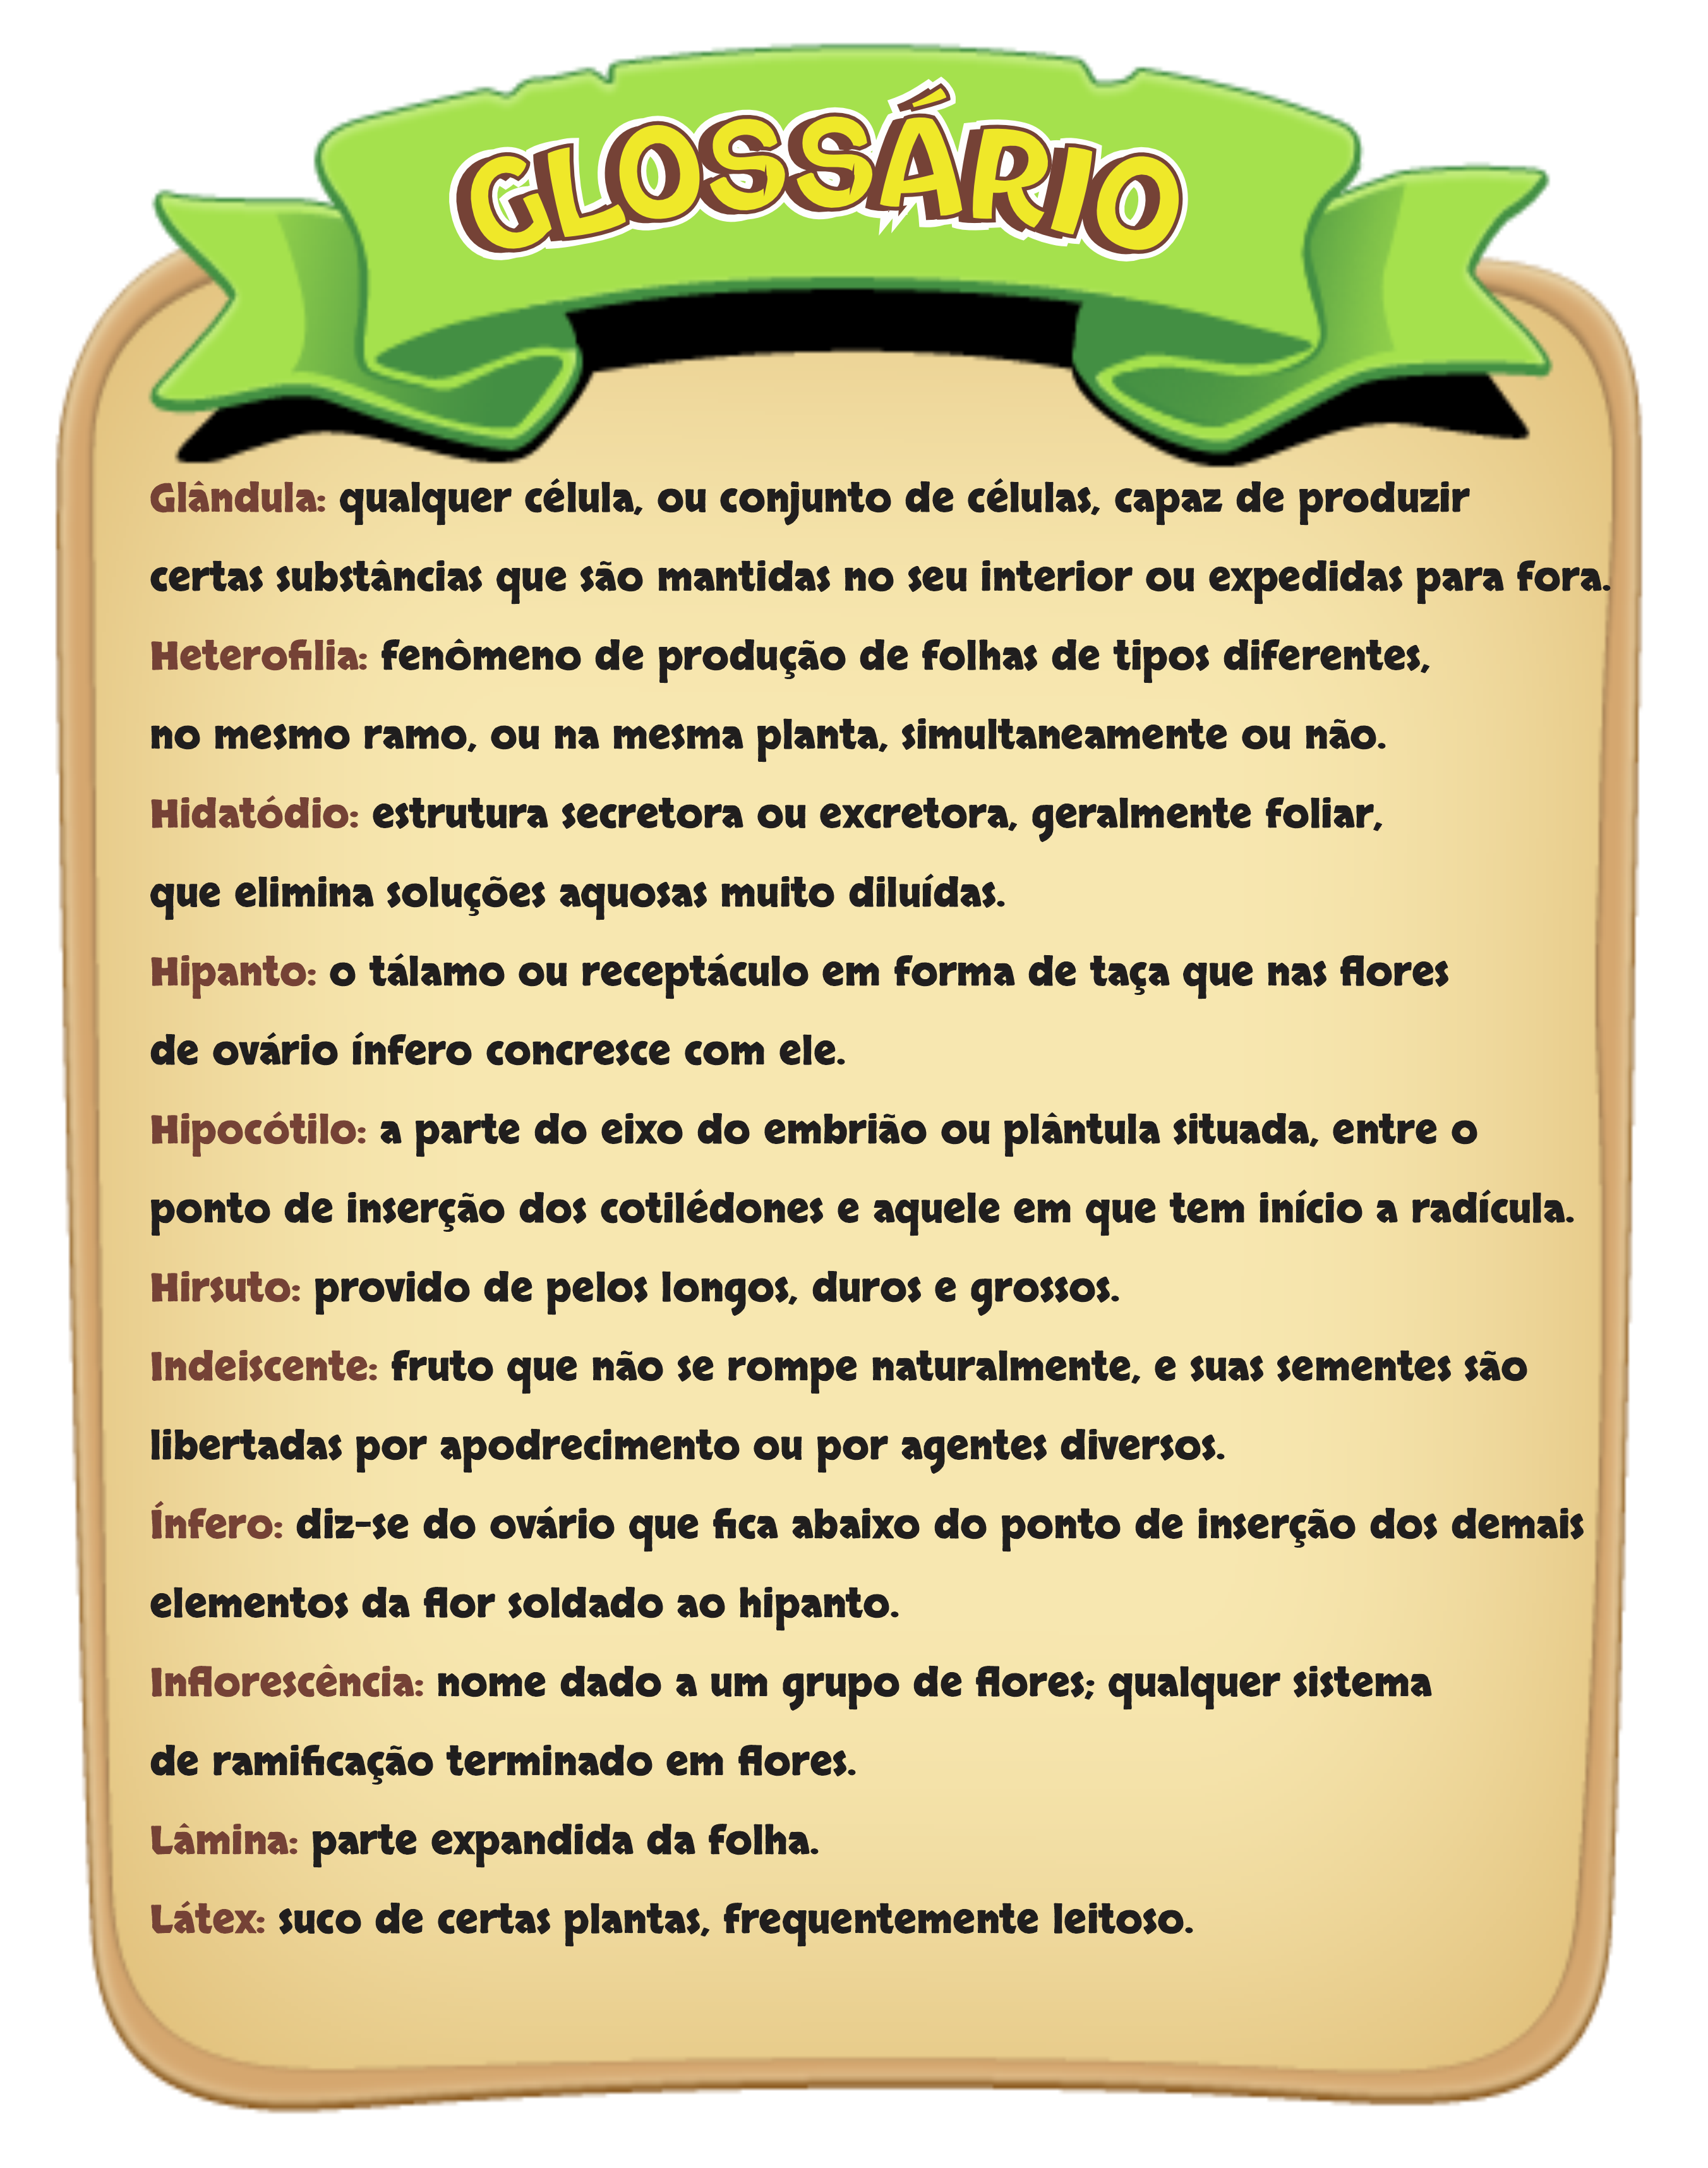 GLOSSÁRIO
Glândula: qualquer célula, ou conjunto de células, capaz de produzir
certas substâncias que são mantidas no seu interior ou expedidas para fora.
Heterofilia: fenômeno de produção de folhas de tipos diferentes,
no mesmo ramo, ou na mesma planta, simultaneamente ou não.
Hidatódio: estrutura secretora ou excretora, geralmente foliar,
que elimina soluções aquosas muito diluídas.
Hipanto: o tálamo ou receptáculo em forma de taça que nas flores
de ovário ínfero concresce com ele.
Hipocótilo: a parte do eixo do embrião ou plântula situada, entre o
ponto de inserção dos cotilédones e aquele em que tem início a radícula.
Hirsuto: provido de pelos longos, duros e grossos.
Indeiscente: fruto que não se rompe naturalmente, e suas sementes são
libertadas por apodrecimento ou por agentes diversos.
Ínfero: diz-se do ovário que fica abaixo do ponto de inserção dos demais
elementos da flor soldado ao hipanto.
Inflorescência: nome dado a um grupo de flores; qualquer sistema
de ramificação terminado em flores.
Lâmina: parte expandida da folha.
Látex: suco de certas plantas, frequentemente leitoso.